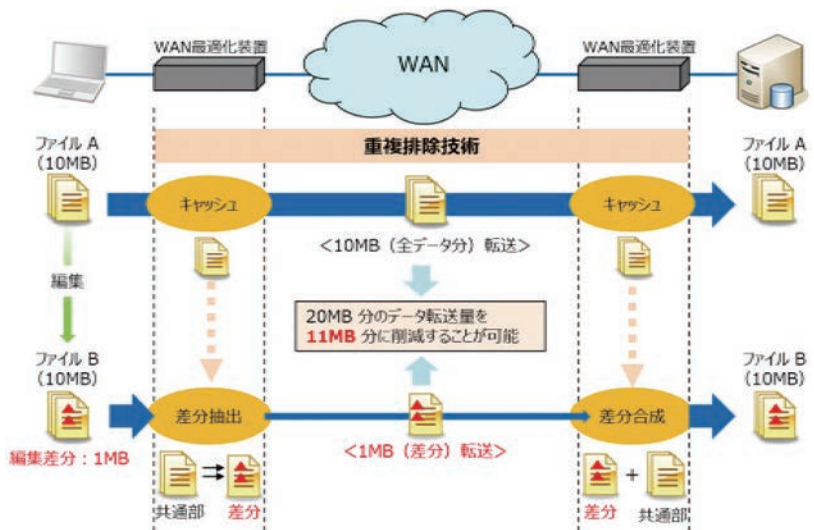 WAN最適化装置
WAN
WAN最適化装置
重複排除技術
ファイル A
(10MB)
ファイル A
(10MB)
キャッシュ
キャッシュ
<10MB（全データ分）転送>
編集
20MB 分のデータ転送量を
11MB 分に削減することが可能
ファイル B
(10MB)
ファイル B
(10MB)
差分抽出
差分合成
編集差分：1MB
<1MB（差分）転送>
共通部
差分
+
差分
共通部